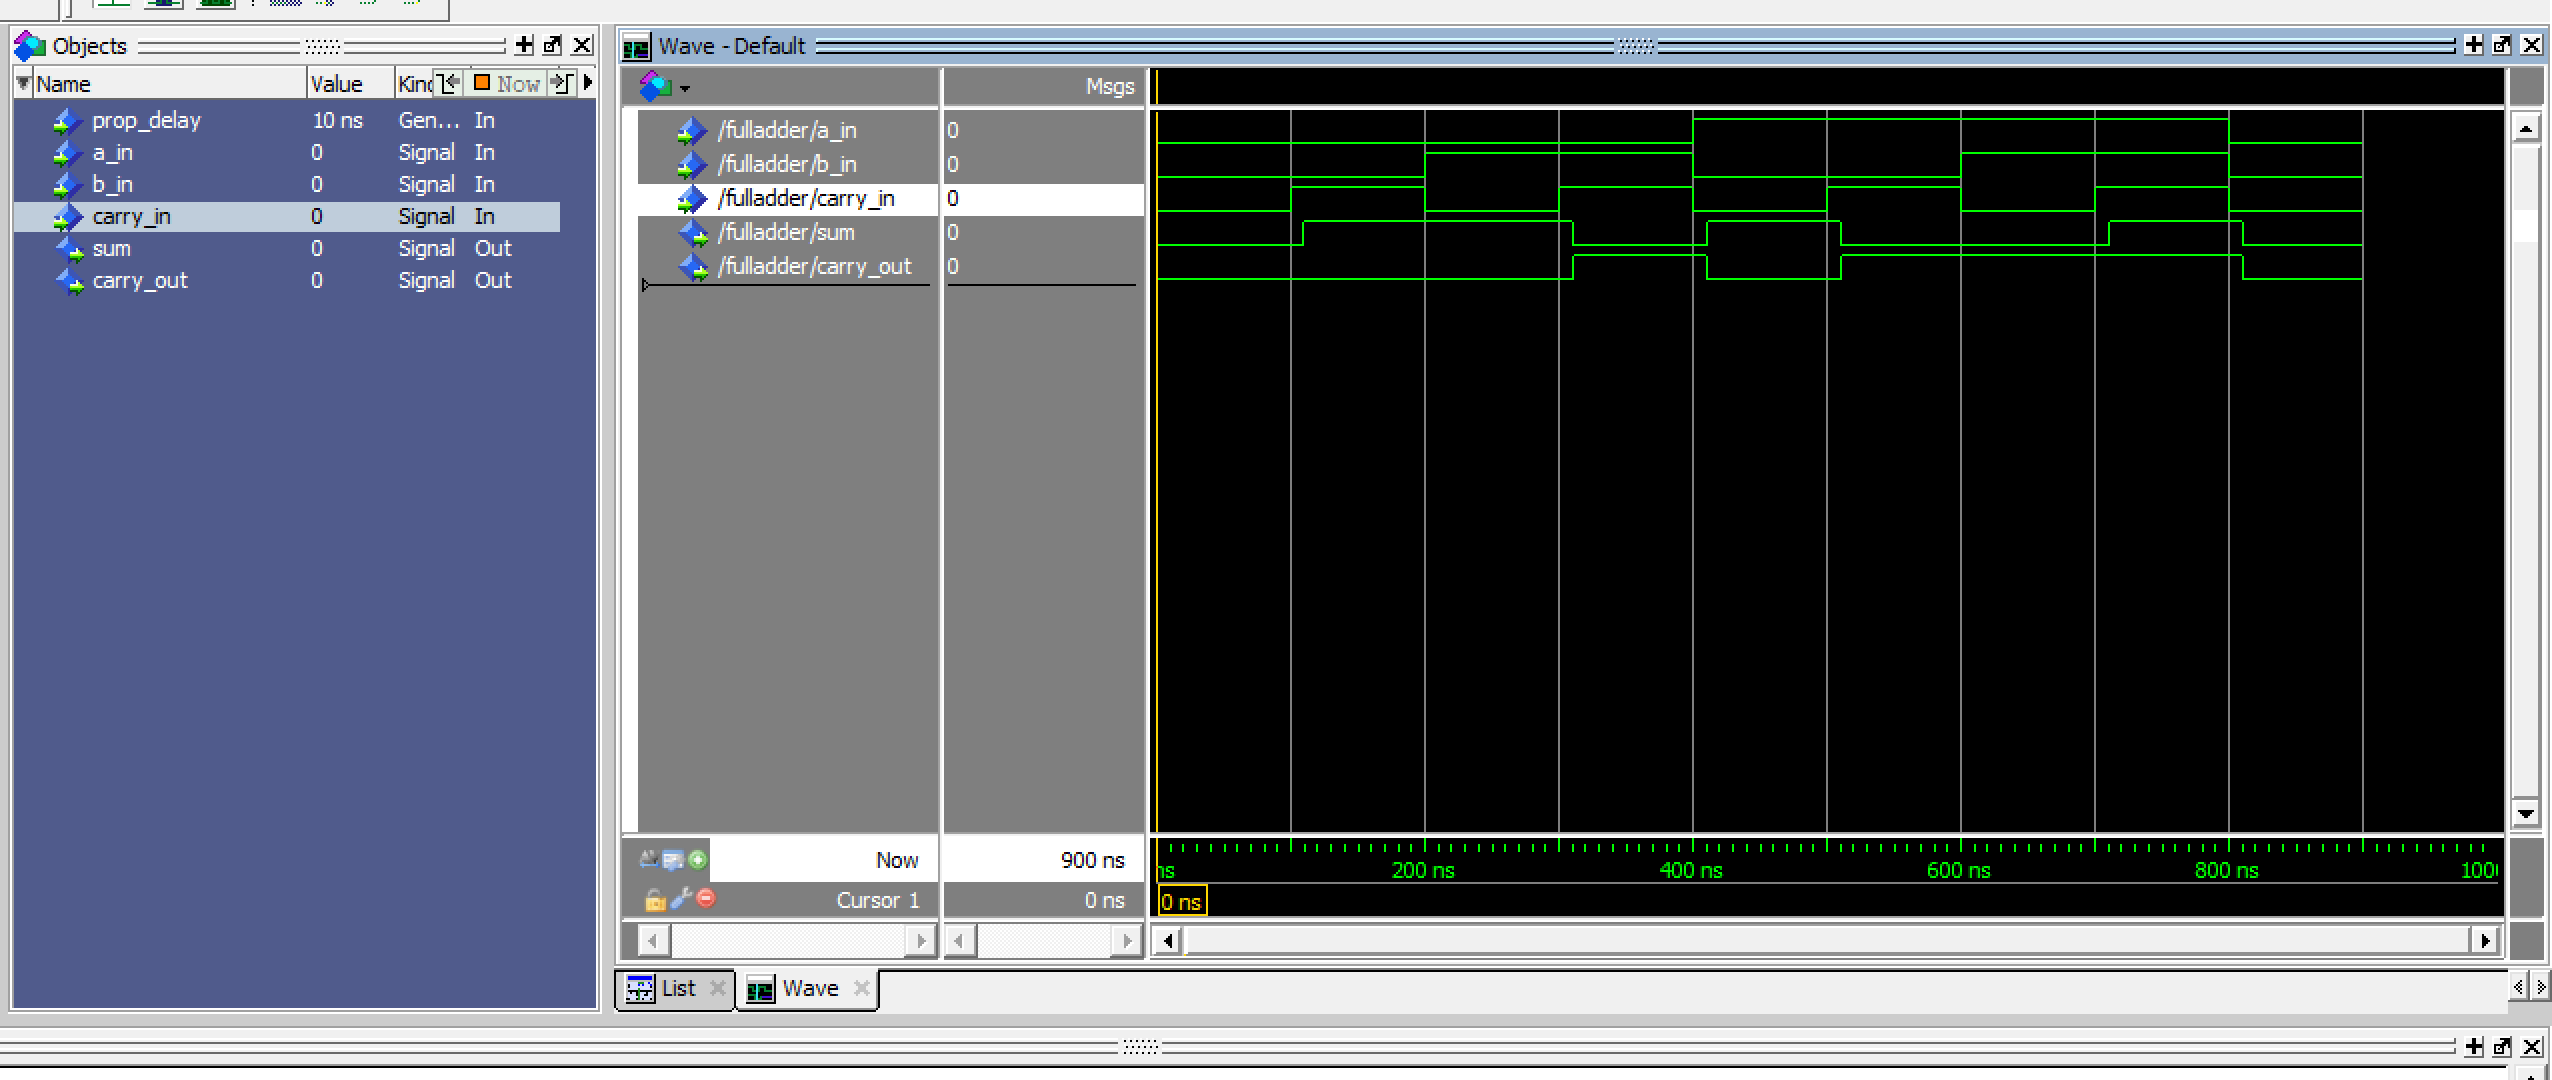 Objects
Name Value Kind Now
prop_delay 10 ns Gen... In
a_in 0 Signal In
b_in 0 Signal In
carry_in 0 Signal In
sum 0 Signal Out
carry_out 0 Signal Out
Wave - Default
Msgs
/fulladder/a_in 0
/fulladder/b_in 0
/fulladder/carry_in 0
/fulladder/sum 0
/fulladder/carry_out 0
Now 900 ns
ns 200 ns 400 ns 600 ns 800 ns 1000
Cursor 1 0 ns
0 ns
List Wave